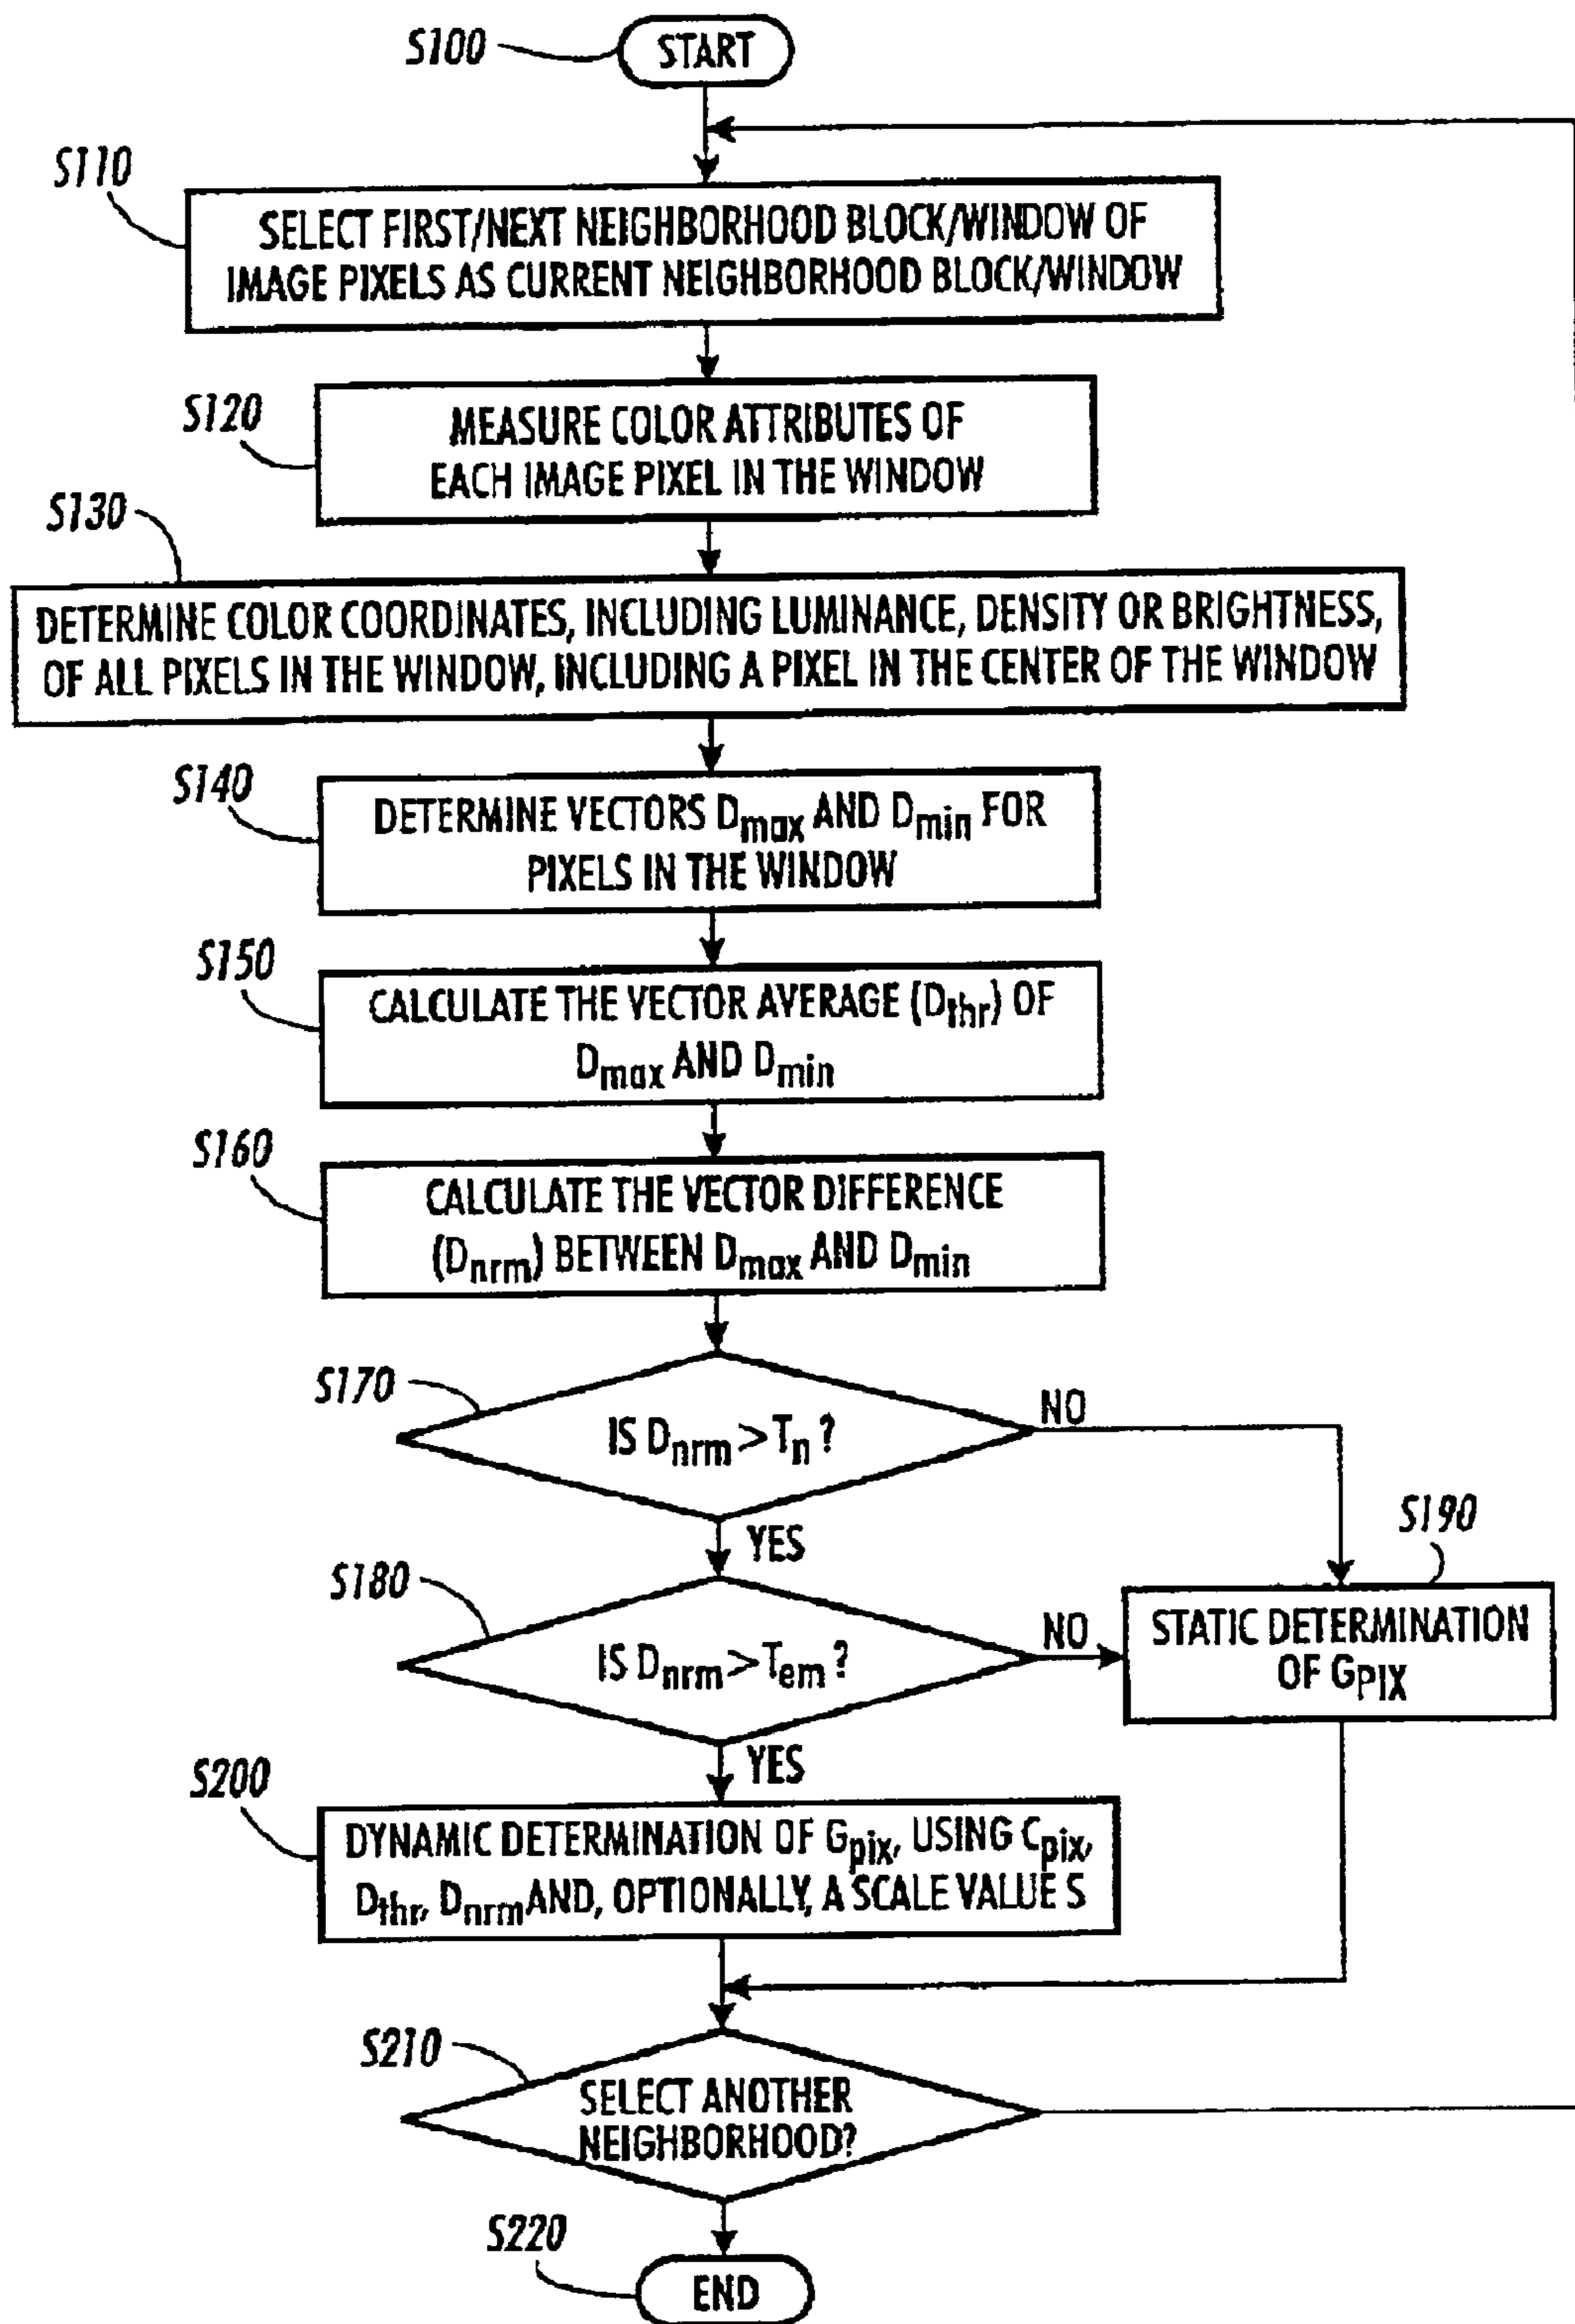 S100
START
S110
SELECT FIRST/NEXT NEIGHBORHOOD BLOCK/WINDOW OF
IMAGE PIXELS AS CURRENT NEIGHBORHOOD BLOCK/WINDOW
S120
MEASURE COLOR ATTRIBUTES OF
EACH IMAGE PIXEL IN THE WINDOW
S130
DETERMINE COLOR COORDINATES, INCLUDING LUMINANCE, DENSITY OR BRIGHTNESS,
OF ALL PIXELS IN THE WINDOW, INCLUDING A PIXEL IN THE CENTER OF THE WINDOW
S140
DETERMINE VECTORS Dmax AND Dmin FOR
PIXELS IN THE WINDOW
S150
CALCULATE THE VECTOR AVERAGE (Dthr) OF
Dmax AND Dmin
S160
CALCULATE THE VECTOR DIFFERENCE
(Dnrm) BETWEEN Dmax AND Dmin
S170
IS Dnrm > Tn ?
NO
YES
S180
IS Dnrm > Tem ?
NO
S190
STATIC DETERMINATION
OF GPIX
YES
S200
DYNAMIC DETERMINATION OF Gpix, USING Cpix,
Dthr, Dnrm AND, OPTIONALLY, A SCALE VALUE S
S210
SELECT ANOTHER
NEIGHBORHOOD?
S220
END